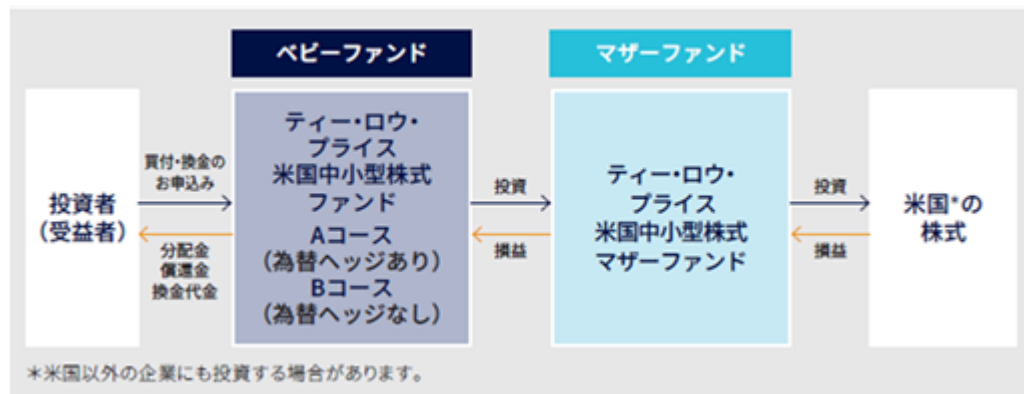 ベビーファンド
マザーファンド
投資者
（受益者）
買付・換金の
お申込み
分配金
償還金
換金代金
ティー・ロウ・
プライス
米国中小型株式
ファンド
Aコース
（為替ヘッジあり）
Bコース
（為替ヘッジなし）
投資
損益
ティー・ロウ・
プライス
米国中小型株式
マザーファンド
投資
損益
米国*の
株式
＊米国以外の企業にも投資する場合があります。